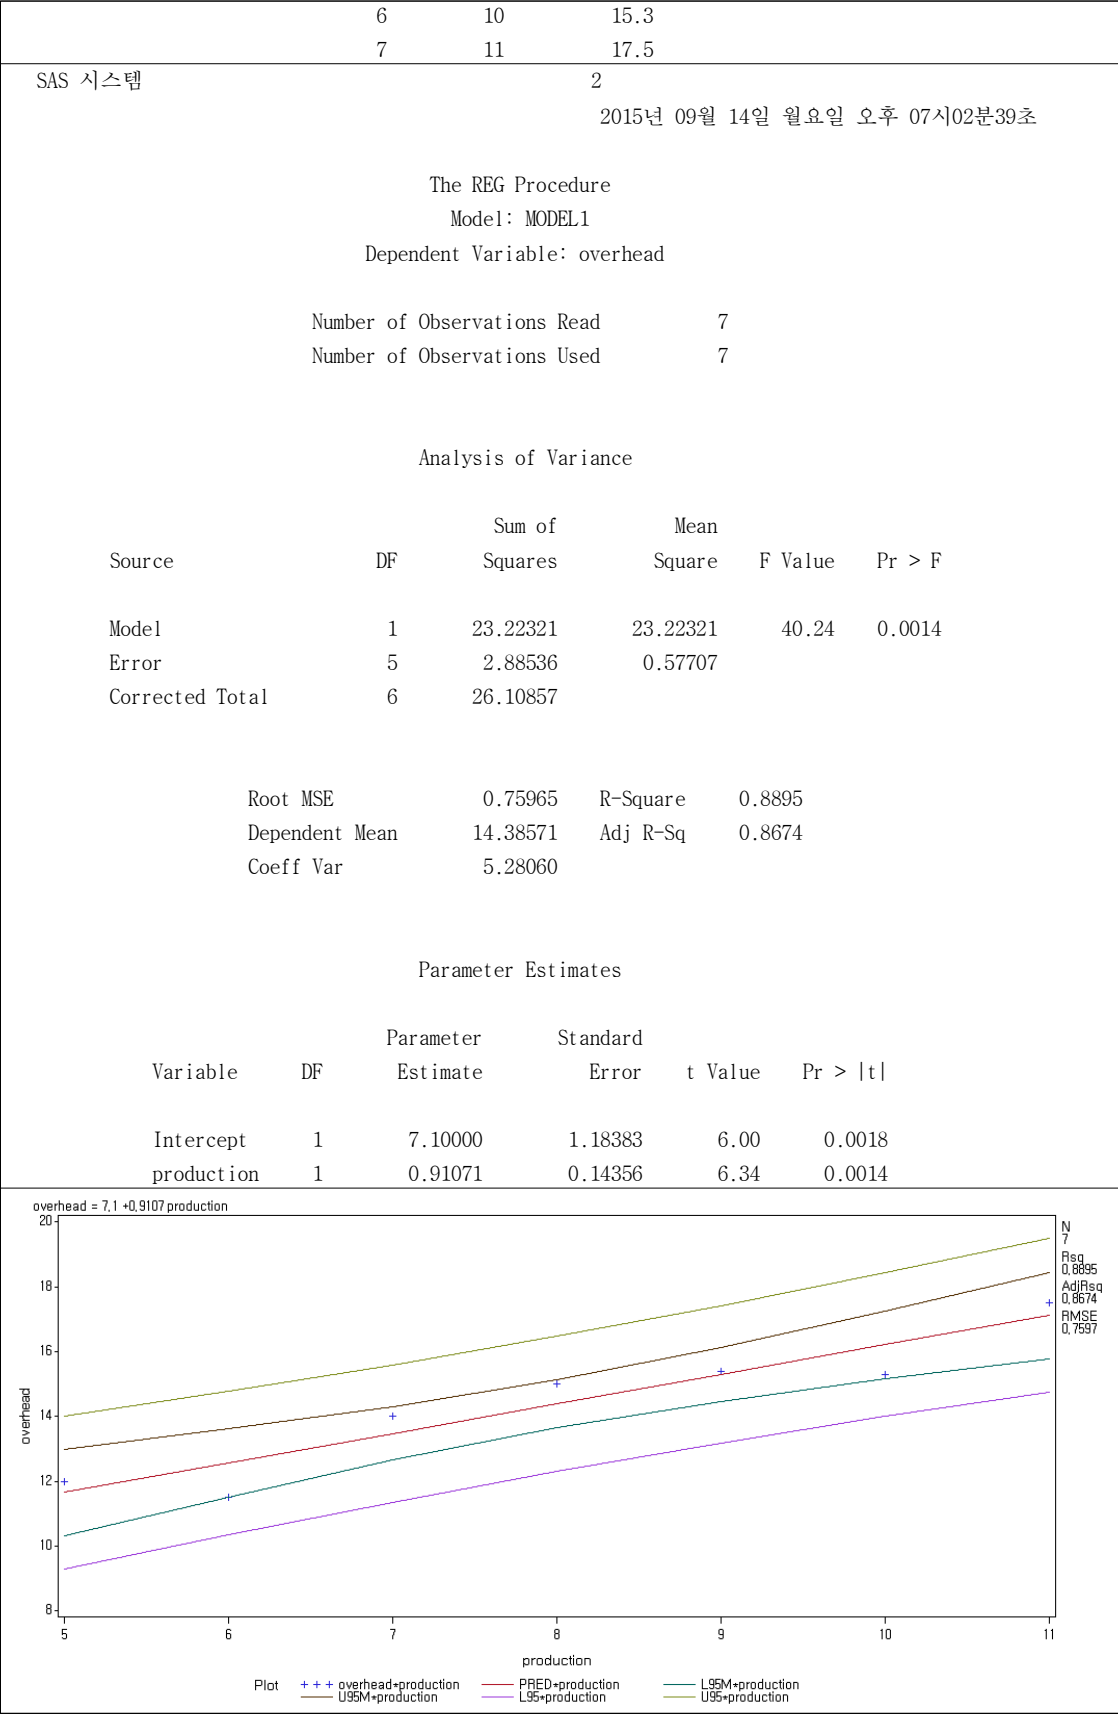 6 10 15.3
7 11 17.5
SAS 시스템 2
2015년 09월 14일 월요일 오후 07시02분39초
The REG Procedure
Model: MODEL1
Dependent Variable: overhead
Number of Observations Read 7
Number of Observations Used 7
Analysis of Variance
Sum of Mean
Source DF Squares Square F Value Pr > F
Model 1 23.22321 23.22321 40.24 0.0014
Error 5 2.88536 0.57707
Corrected Total 6 26.10857
Root MSE 0.75965 R-Square 0.8895
Dependent Mean 14.38571 Adj R-Sq 0.8674
Coeff Var 5.28060
Parameter Estimates
Parameter Standard
Variable DF Estimate Error t Value Pr > |t|
Intercept 1 7.10000 1.18383 6.00 0.0018
production 1 0.91071 0.14356 6.34 0.0014
overhead = 7.1 +0.9107 production
20
18
16
14
12
10
8
overhead
N
7
Rsq
0.8895
AdjRsq
0.8674
RMSE
0.7597
5 6 7 8 9 10 11
production
Plot + + + overhead*production PRED*production L95M*production
U95M*production L95*production U95*production